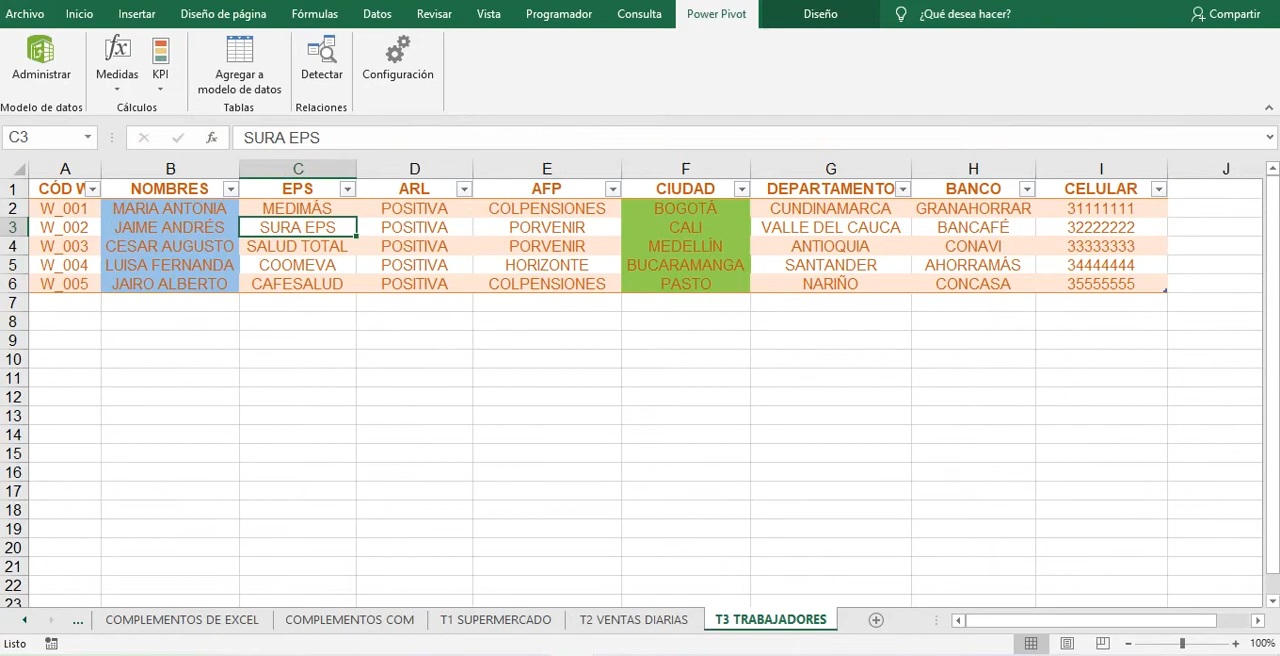 Archivo Inicio Insertar Diseño de página Fórmulas Datos Revisar Vista Programador Consulta Power Pivot Diseño ¿Qué desea hacer? Compartir
Administrar Medidas KPI Agregar a modelo de datos Detectar Configuración
Modelo de datos Cálculos Tablas Relaciones
C3 fx SURA EPS
A B C D E F G H I J
1 CÓD W NOMBRES EPS ARL AFP CIUDAD DEPARTAMENTO BANCO CELULAR
2 W_001 MARIA ANTONIA MEDIMÁS POSITIVA COLPENSIONES BOGOTÁ CUNDINAMARCA GRANAHORRAR 31111111
3 W_002 JAIME ANDRÉS SURA EPS POSITIVA PORVENIR CALI VALLE DEL CAUCA BANCAFÉ 32222222
4 W_003 CESAR AUGUSTO SALUD TOTAL POSITIVA PORVENIR MEDELLÍN ANTIOQUIA CONAVI 33333333
5 W_004 LUISA FERNANDA COOMEVA POSITIVA HORIZONTE BUCARAMANGA SANTANDER AHORRAMÁS 34444444
6 W_005 JAIRO ALBERTO CAFESALUD POSITIVA COLPENSIONES PASTO NARIÑO CONCASA 35555555
7
8
9
10
11
12
13
14
15
16
17
18
19
20
21
22
23
... COMPLEMENTOS DE EXCEL COMPLEMENTOS COM T1 SUPERMERCADO T2 VENTAS DIARIAS T3 TRABAJADORES
Listo 100%